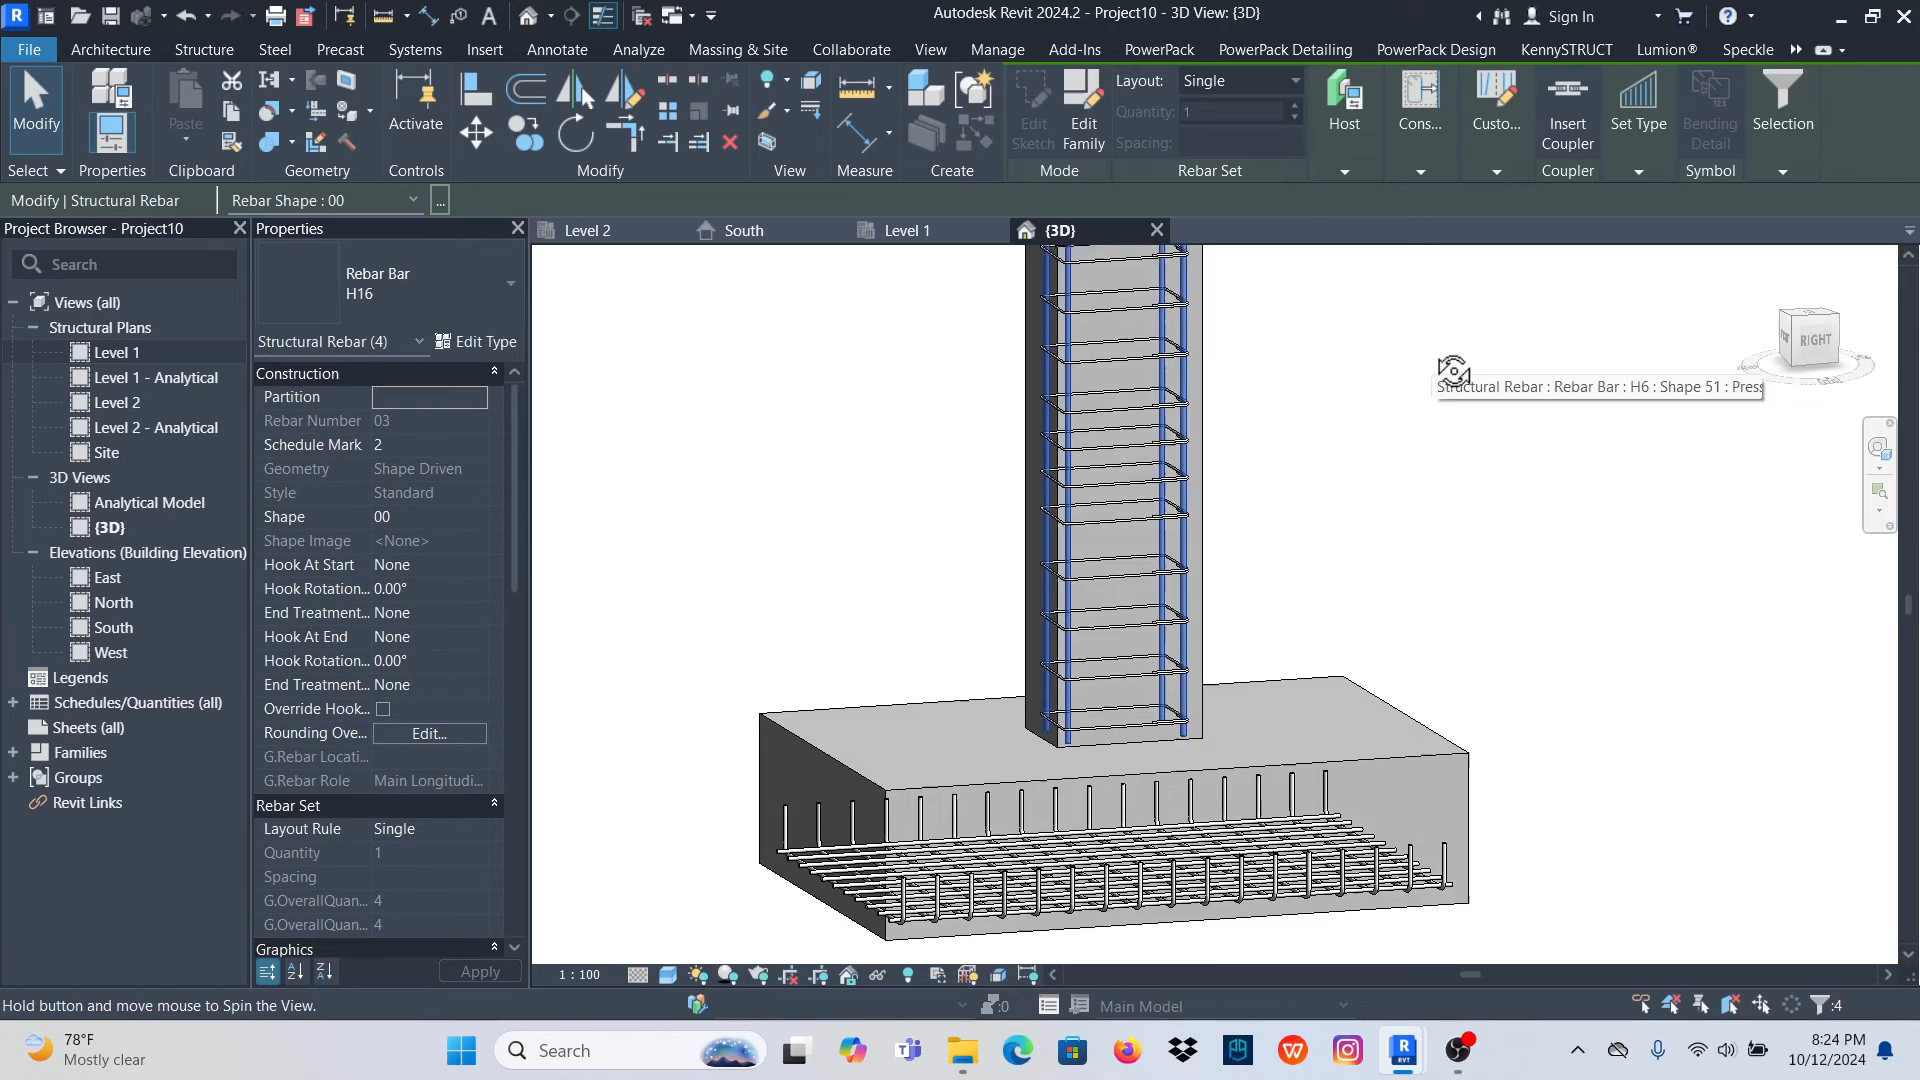 Autodesk Revit 2024.2 - Project10 - 3D View: {3D}
Sign In
File Architecture Structure Steel Precast Systems Insert Annotate Analyze Massing & Site Collaborate View Manage Add-Ins PowerPack PowerPack Detailing PowerPack Design KennySTRUCT Lumion® Speckle
Modify
Paste
Activate
Edit Sketch
Edit Family
Layout: Single
Quantity: 1
Spacing:
Host
Cons...
Custo...
Insert Coupler
Set Type
Bending Detail
Selection
Select Properties Clipboard Geometry Controls Modify View Measure Create Mode Rebar Set Coupler Symbol
Modify | Structural Rebar
Rebar Shape : 00
...
Project Browser - Project10
Search
Views (all)
Structural Plans
Level 1
Level 1 - Analytical
Level 2
Level 2 - Analytical
Site
3D Views
Analytical Model
{3D}
Elevations (Building Elevation)
East
North
South
West
Legends
Schedules/Quantities (all)
Sheets (all)
Families
Groups
Revit Links
Properties
Rebar Bar
H16
Structural Rebar (4)
Edit Type
Construction
Partition
Rebar Number 03
Schedule Mark 2
Geometry Shape Driven
Style Standard
Shape 00
Shape Image <None>
Hook At Start None
Hook Rotation... 0.00°
End Treatment... None
Hook At End None
Hook Rotation... 0.00°
End Treatment... None
Override Hook...
Rounding Ove... Edit...
G.Rebar Locati...
G.Rebar Role Main Longitudi...
Rebar Set
Layout Rule Single
Quantity 1
Spacing
G.OverallQuan... 4
G.OverallQuan... 4
Graphics
Apply
Level 2
South
Level 1
{3D}
RIGHT
Structural Rebar : Rebar Bar : H6 : Shape 51 : Press
1 : 100
Hold button and move mouse to Spin the View.
:0
Main Model
:4
78°F
Mostly clear
Search
8:24 PM
10/12/2024